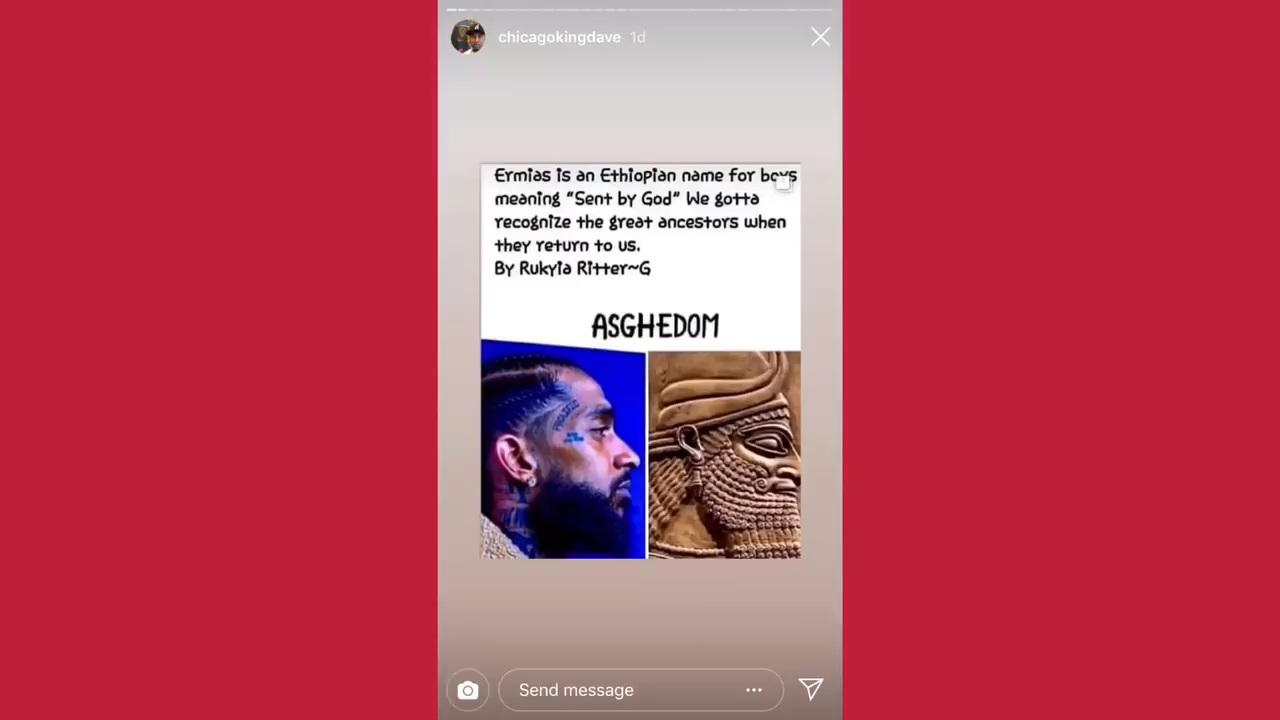 chicagokingdave 1d
Ermias is an Ethiopian name for boys
meaning “Sent by God” We gotta
recognize the great ancestors when
they return to us.
By Rukyia Ritter~G
ASGHEDOM
Send message